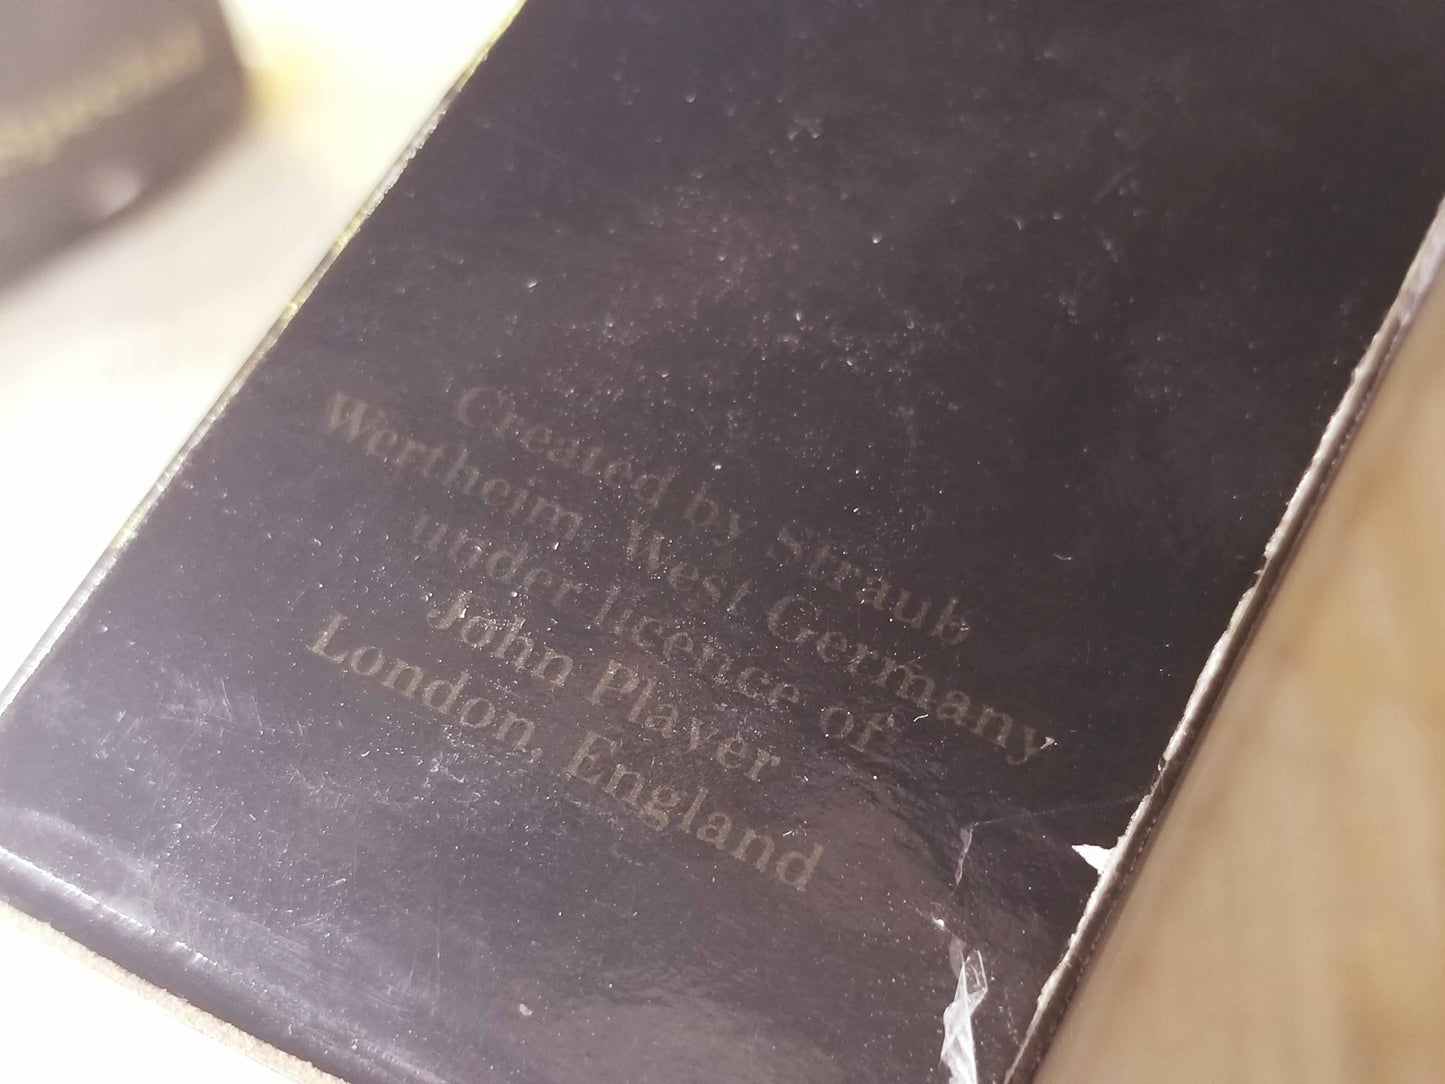 Created by Straub
Wertheim, West Germany
under licence of
John Player
London, England